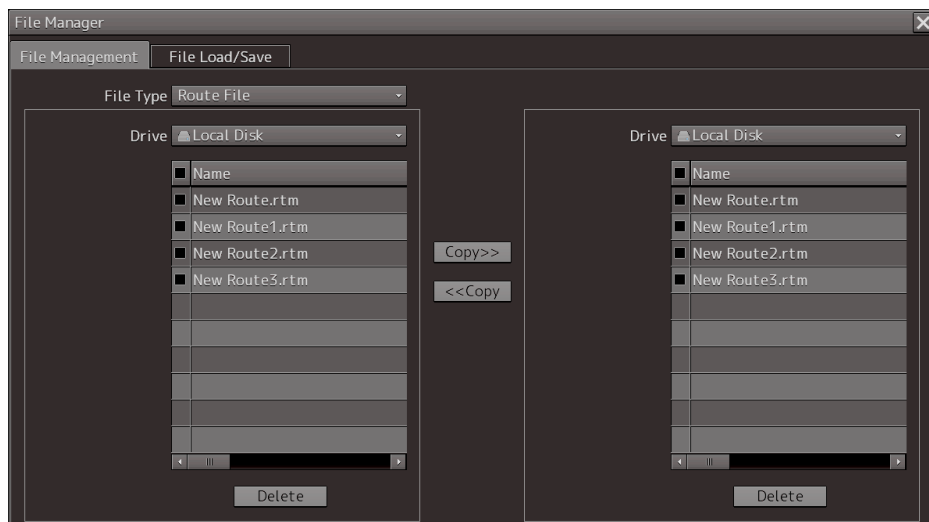 File Manager
File Management File Load/Save
File Type Route File
Drive Local Disk
Name
New Route.rtm
New Route1.rtm
New Route2.rtm
New Route3.rtm
Delete
Copy>>
<<Copy
Drive Local Disk
Name
New Route.rtm
New Route1.rtm
New Route2.rtm
New Route3.rtm
Delete